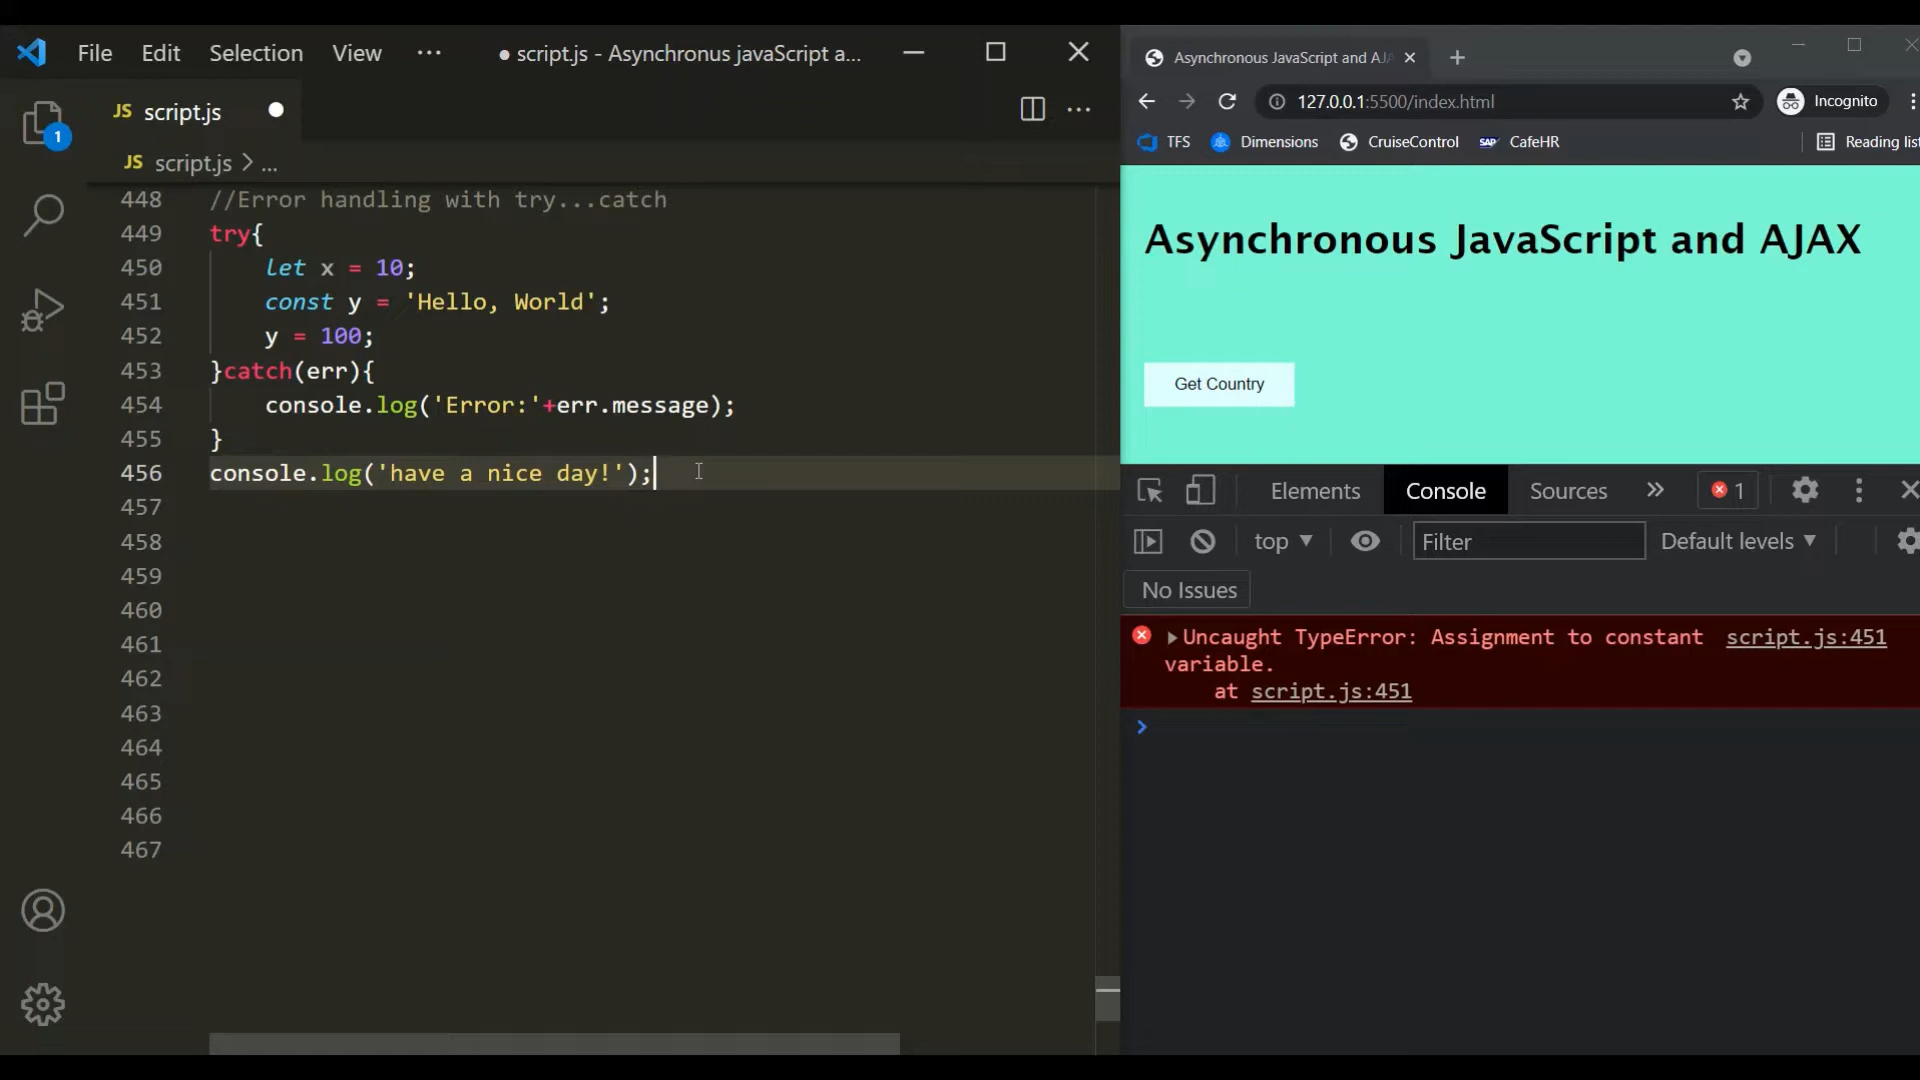 File Edit Selection View ··· ● script.js - Asynchronus javaScript a...
JS script.js ●
JS script.js > ...
1
448 //Error handling with try...catch
449 try{
450 let x = 10;
451 const y = 'Hello, World';
452 y = 100;
453 }catch(err){
454 console.log('Error:'+err.message);
455 }
456 console.log('have a nice day!');
457
458
459
460
461
462
463
464
465
466
467
Asynchronous JavaScript and AJA
127.0.0.1:5500/index.html
Incognito
TFS Dimensions CruiseControl SAP CafeHR Reading list
Asynchronous JavaScript and AJAX
Get Country
Elements Console Sources » 1
top Filter Default levels
No Issues
Uncaught TypeError: Assignment to constant script.js:451
variable.
at script.js:451